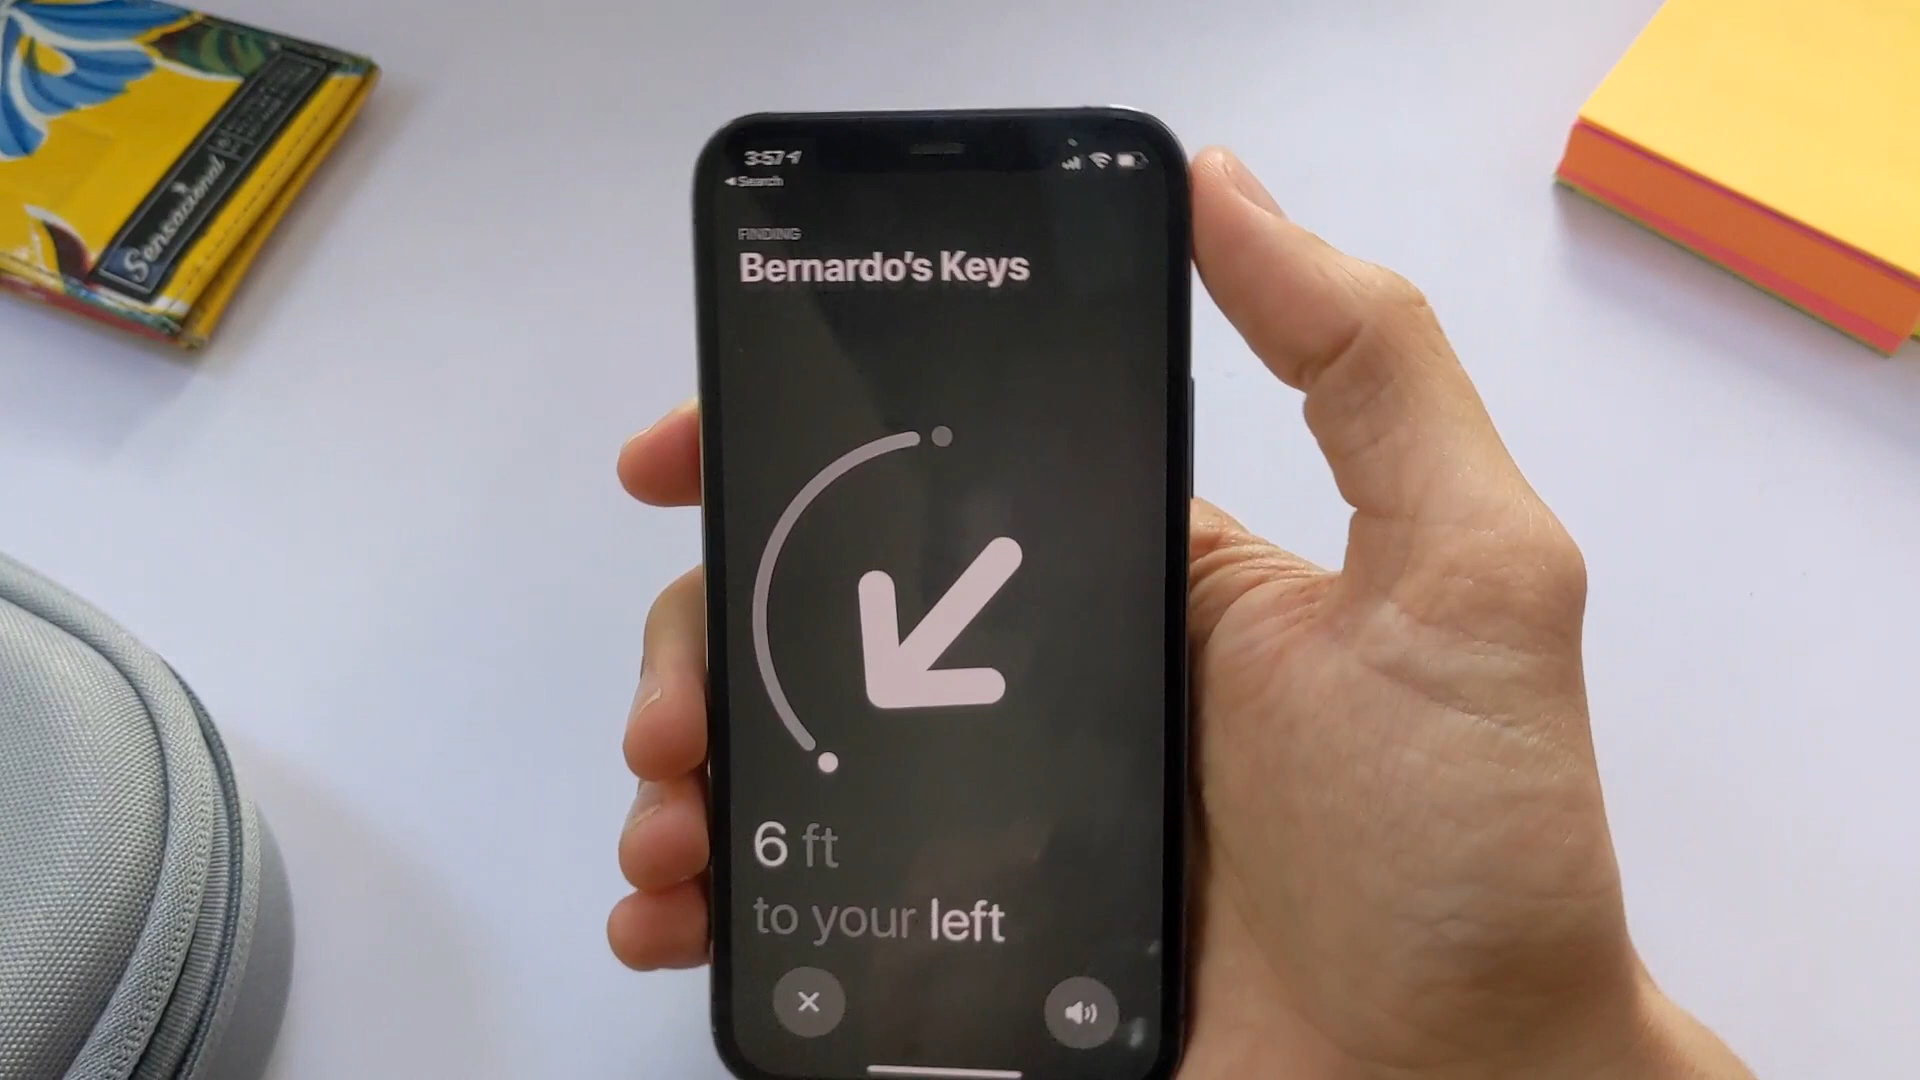 Sensacional
3:57
Search
FINDING
Bernardo's Keys
6 ft
to your left